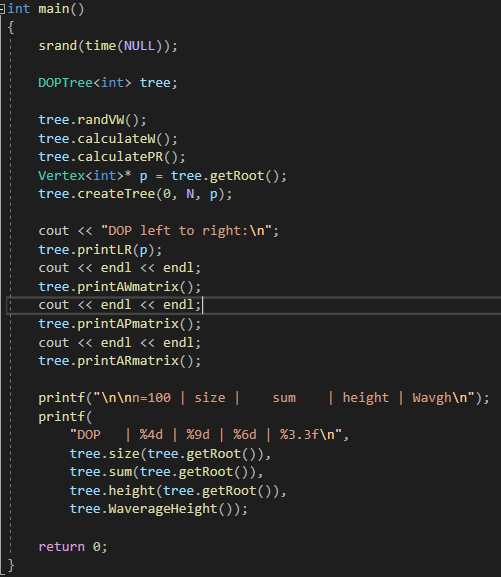 int main()
{
    srand(time(NULL));

    DOPTree<int> tree;

    tree.randVW();
    tree.calculateW();
    tree.calculatePR();
    Vertex<int>* p = tree.getRoot();
    tree.createTree(0, N, p);

    cout << "DOP left to right:\n";
    tree.printLR(p);
    cout << endl << endl;
    tree.printAWmatrix();
    cout << endl << endl;
    tree.printAPmatrix();
    cout << endl << endl;
    tree.printARmatrix();

    printf("\n\nn=100 | size |    sum    | height | Wavgh\n");
    printf(
        "DOP   | %4d | %9d | %6d | %3.3f\n",
        tree.size(tree.getRoot()),
        tree.sum(tree.getRoot()),
        tree.height(tree.getRoot()),
        tree.WaverageHeight());

    return 0;
}